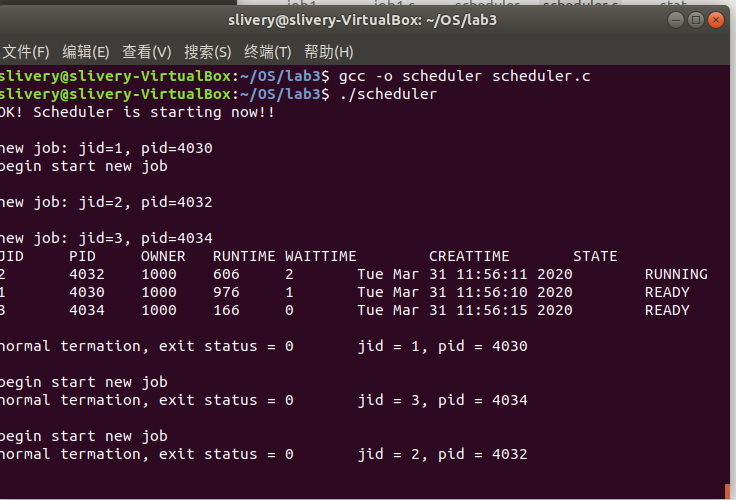 slivery@slivery-VirtualBox: ~/OS/lab3
文件(F) 编辑(E) 查看(V) 搜索(S) 终端(T) 帮助(H)
slivery@slivery-VirtualBox:~/OS/lab3$ gcc -o scheduler scheduler.c
slivery@slivery-VirtualBox:~/OS/lab3$ ./scheduler
OK! Scheduler is starting now!!
new job: jid=1, pid=4030
begin start new job
new job: jid=2, pid=4032
new job: jid=3, pid=4034
JID PID OWNER RUNTIME WAITTIME CREATTIME STATE
2 4032 1000 606 2 Tue Mar 31 11:56:11 2020 RUNNING
1 4030 1000 976 1 Tue Mar 31 11:56:10 2020 READY
3 4034 1000 166 0 Tue Mar 31 11:56:15 2020 READY
normal termation, exit status = 0 jid = 1, pid = 4030
begin start new job
normal termation, exit status = 0 jid = 3, pid = 4034
begin start new job
normal termation, exit status = 0 jid = 2, pid = 4032